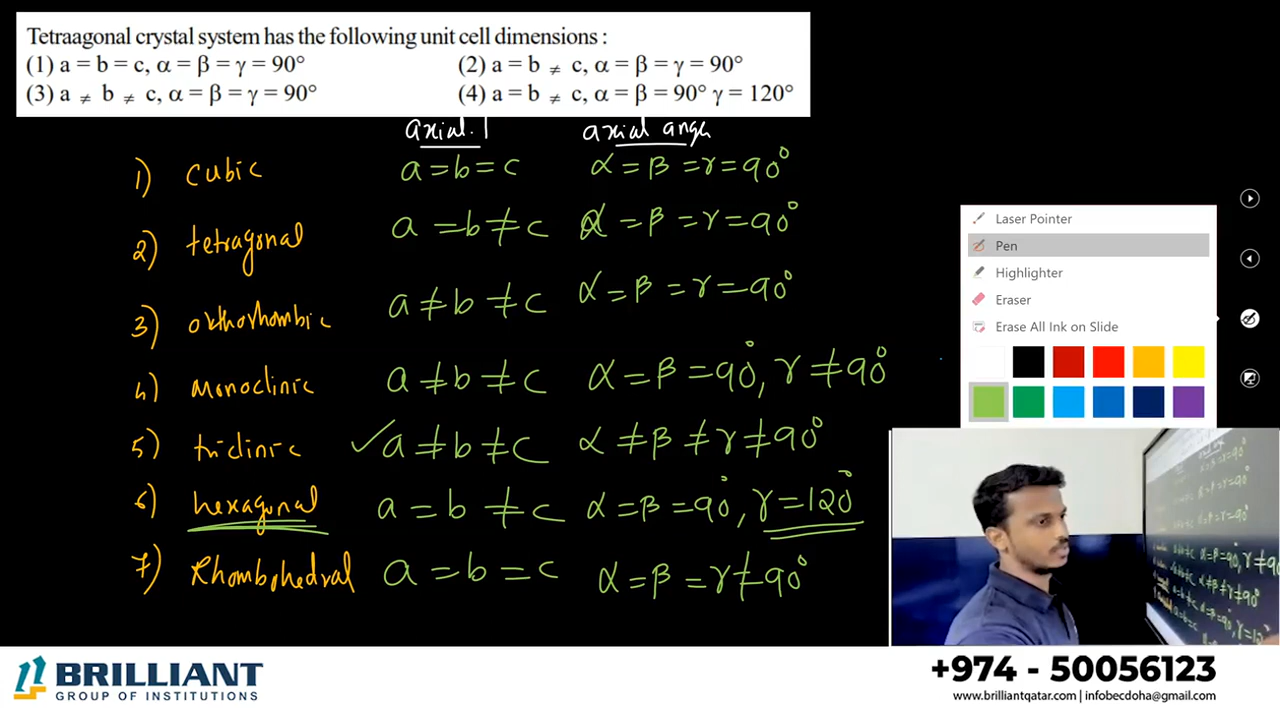 Tetraagonal crystal system has the following unit cell dimensions :
(1) a = b = c, α = β = γ = 90° (2) a = b ≠ c, α = β = γ = 90°
(3) a ≠ b ≠ c, α = β = γ = 90° (4) a = b ≠ c, α = β = 90° γ = 120°
axial. l axial angle
1) cubic a = b = c α = β = γ = 90°
2) tetragonal a = b ≠ c α = β = γ = 90°
3) orthorhombic a ≠ b ≠ c α = β = γ = 90°
4) Monoclinic a ≠ b ≠ c α = β = 90°, γ ≠ 90°
5) triclinic ✓ a ≠ b ≠ c α ≠ β ≠ γ ≠ 90°
6) hexagonal a = b ≠ c α = β = 90°, γ = 120°
7) Rhombohedral a = b = c α = β = γ ≠ 90°
Laser Pointer
Pen
Highlighter
Eraser
Erase All Ink on Slide
BRILLIANT
GROUP OF INSTITUTIONS
+974 - 50056123
www.brilliantqatar.com | infobecdoha@gmail.com